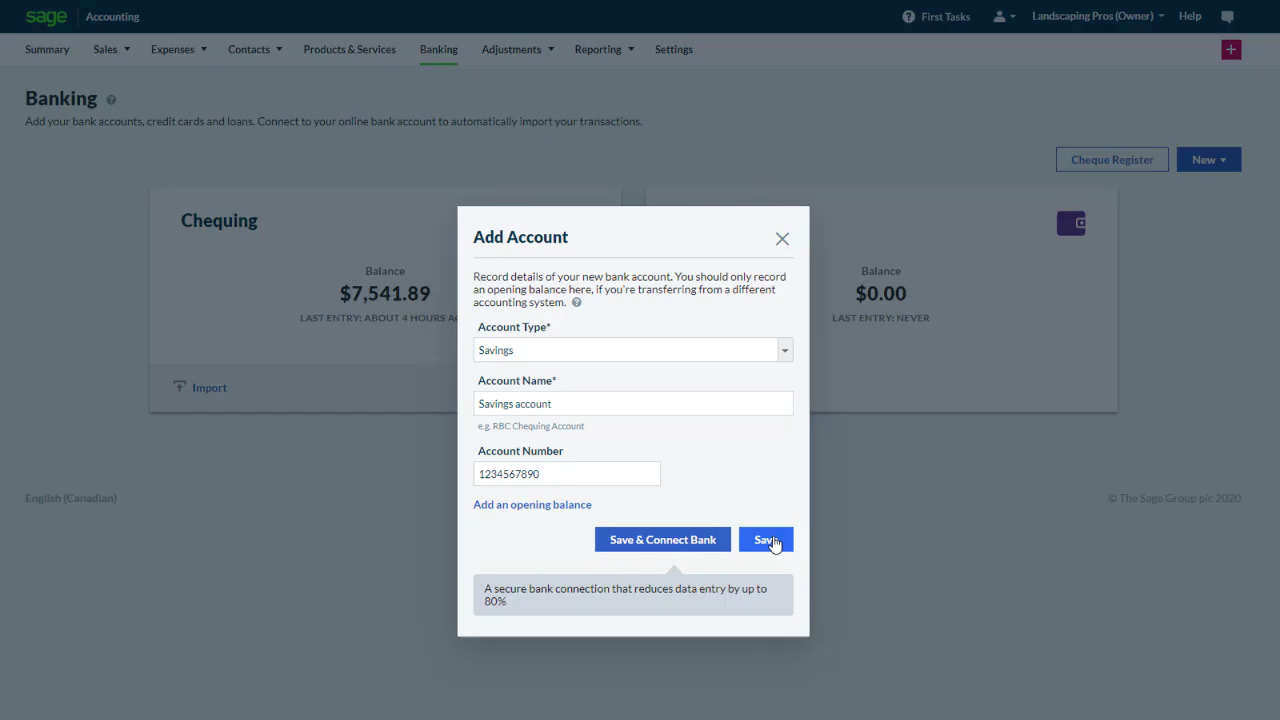 sage Accounting First Tasks Landscaping Pros (Owner) Help
Summary Sales Expenses Contacts Products & Services Banking Adjustments Reporting Settings
Banking
Add your bank accounts, credit cards and loans. Connect to your online bank account to automatically import your transactions.
Cheque Register New
Chequing
Balance
$7,541.89
LAST ENTRY: ABOUT 4 HOURS
Import
Balance
$0.00
LAST ENTRY: NEVER
Add Account
Record details of your new bank account. You should only record
an opening balance here, if you're transferring from a different
accounting system.
Account Type*
Savings
Account Name*
Savings account
e.g. RBC Chequing Account
Account Number
1234567890
Add an opening balance
Save & Connect Bank Save
A secure bank connection that reduces data entry by up to
80%
English (Canadian) © The Sage Group plc 2020